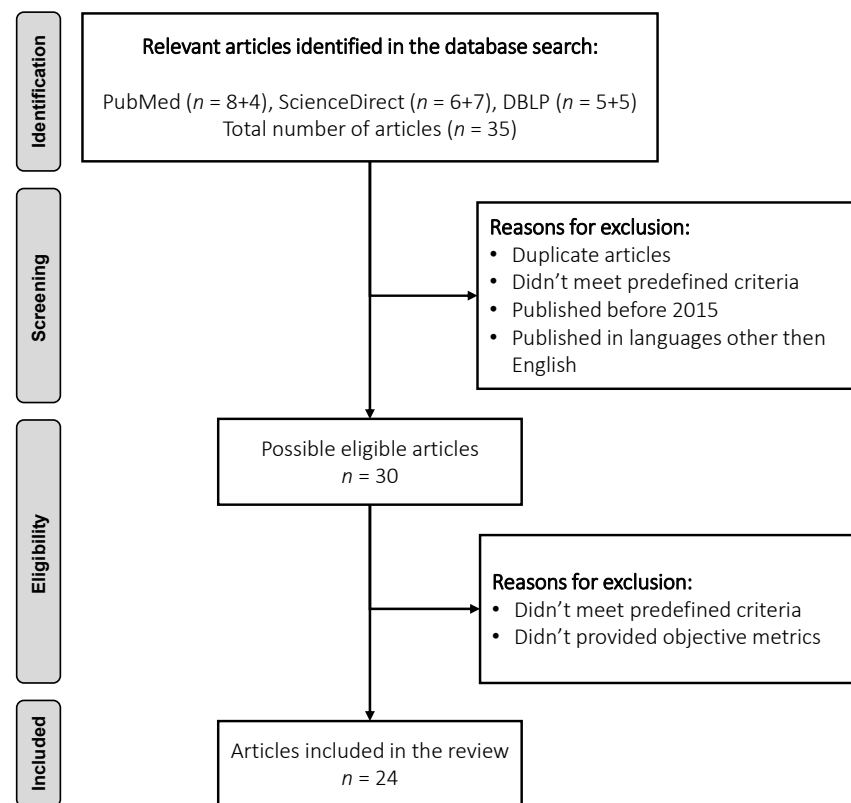 Identification
Relevant articles identified in the database search:
PubMed (n = 8+4), ScienceDirect (n = 6+7), DBLP (n = 5+5)
Total number of articles (n = 35)
Screening
Reasons for exclusion:
• Duplicate articles
• Didn’t meet predefined criteria
• Published before 2015
• Published in languages other then
English
Eligibility
Possible eligible articles
n = 30
Reasons for exclusion:
• Didn’t meet predefined criteria
• Didn’t provided objective metrics
Included
Articles included in the review
n = 24